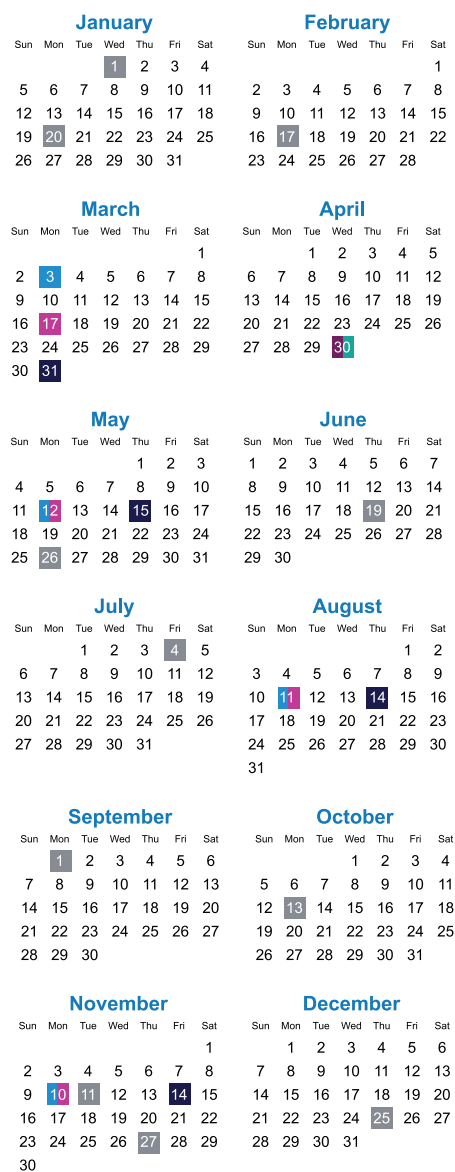 January
Sun Mon Tue Wed Thu Fri Sat
1 2 3 4
5 6 7 8 9 10 11
12 13 14 15 16 17 18
19 20 21 22 23 24 25
26 27 28 29 30 31
February
Sun Mon Tue Wed Thu Fri Sat
1
2 3 4 5 6 7 8
9 10 11 12 13 14 15
16 17 18 19 20 21 22
23 24 25 26 27 28
March
Sun Mon Tue Wed Thu Fri Sat
1
2 3 4 5 6 7 8
9 10 11 12 13 14 15
16 17 18 19 20 21 22
23 24 25 26 27 28 29
30 31
April
Sun Mon Tue Wed Thu Fri Sat
1 2 3 4 5
6 7 8 9 10 11 12
13 14 15 16 17 18 19
20 21 22 23 24 25 26
27 28 29 30
May
Sun Mon Tue Wed Thu Fri Sat
1 2 3
4 5 6 7 8 9 10
11 12 13 14 15 16 17
18 19 20 21 22 23 24
25 26 27 28 29 30 31
June
Sun Mon Tue Wed Thu Fri Sat
1 2 3 4 5 6 7
8 9 10 11 12 13 14
15 16 17 18 19 20 21
22 23 24 25 26 27 28
29 30
July
Sun Mon Tue Wed Thu Fri Sat
1 2 3 4 5
6 7 8 9 10 11 12
13 14 15 16 17 18 19
20 21 22 23 24 25 26
27 28 29 30 31
August
Sun Mon Tue Wed Thu Fri Sat
1 2
3 4 5 6 7 8 9
10 11 12 13 14 15 16
17 18 19 20 21 22 23
24 25 26 27 28 29 30
31
September
Sun Mon Tue Wed Thu Fri Sat
1 2 3 4 5 6
7 8 9 10 11 12 13
14 15 16 17 18 19 20
21 22 23 24 25 26 27
28 29 30
October
Sun Mon Tue Wed Thu Fri Sat
1 2 3 4
5 6 7 8 9 10 11
12 13 14 15 16 17 18
19 20 21 22 23 24 25
26 27 28 29 30 31
November
Sun Mon Tue Wed Thu Fri Sat
1
2 3 4 5 6 7 8
9 10 11 12 13 14 15
16 17 18 19 20 21 22
23 24 25 26 27 28 29
30
December
Sun Mon Tue Wed Thu Fri Sat
1 2 3 4 5 6
7 8 9 10 11 12 13
14 15 16 17 18 19 20
21 22 23 24 25 26 27
28 29 30 31